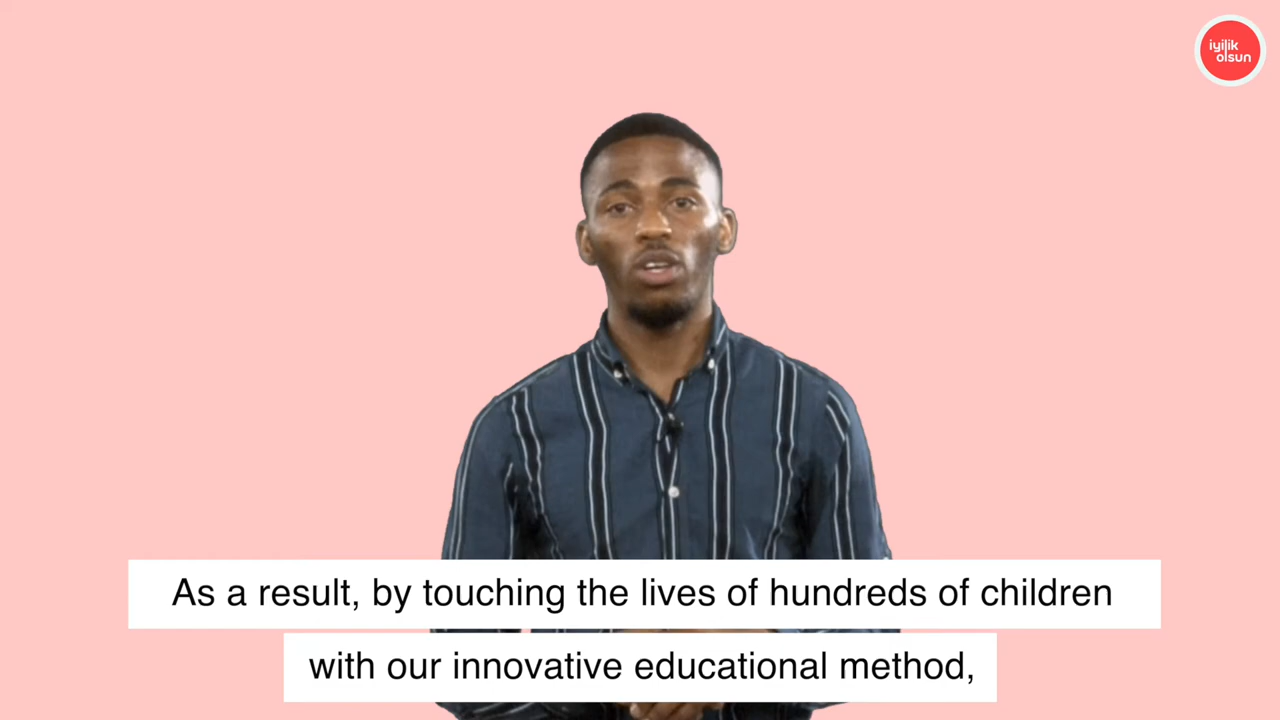 iyilik
olsun
As a result, by touching the lives of hundreds of children
with our innovative educational method,